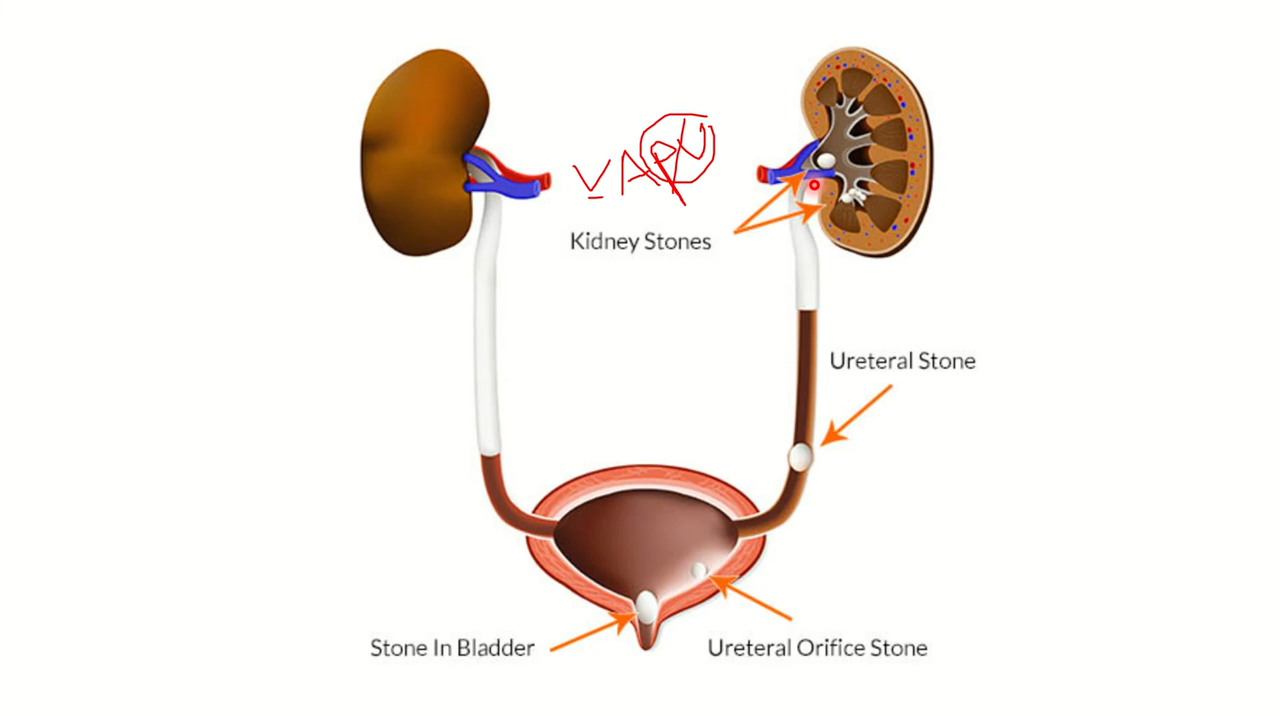 VAPU
Kidney Stones
Ureteral Stone
Stone In Bladder
Ureteral Orifice Stone